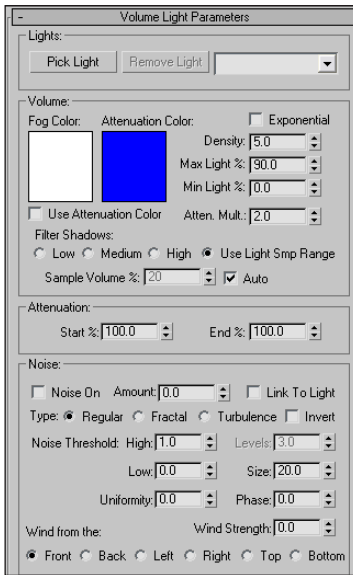 - Volume Light Parameters
Lights:
Pick Light Remove Light
Volume:
Fog Color: Attenuation Color: Exponential
Density: 5.0
Max Light %: 90.0
Min Light %: 0.0
Use Attenuation Color Atten. Mult.: 2.0
Filter Shadows:
Low Medium High Use Light Smp Range
Sample Volume %: 20 Auto
Attenuation:
Start %: 100.0 End %: 100.0
Noise:
Noise On Amount: 0.0 Link To Light
Type: Regular Fractal Turbulence Invert
Noise Threshold: High: 1.0 Levels: 3.0
Low: 0.0 Size: 20.0
Uniformity: 0.0 Phase: 0.0
Wind from the: Wind Strength: 0.0
Front Back Left Right Top Bottom